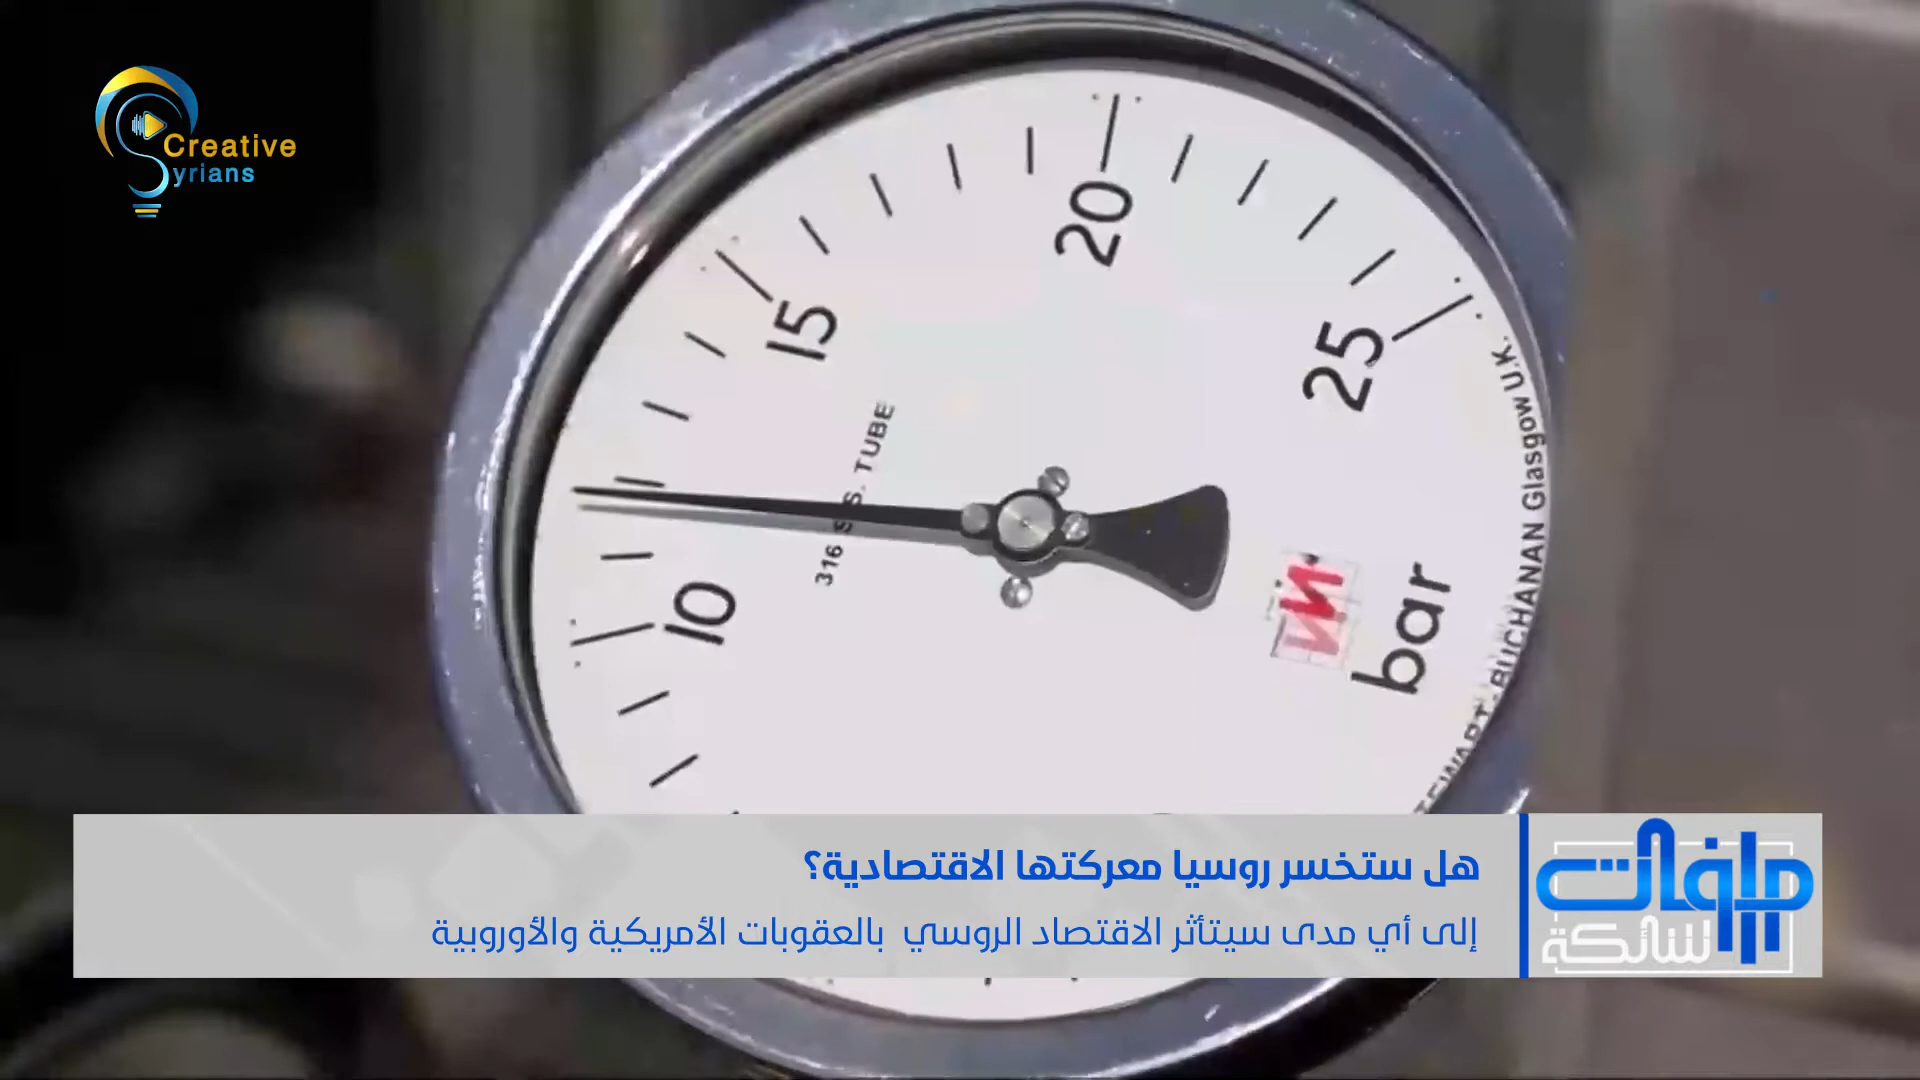 Creative
Syrians
20
15
25
10
316 S.S. TUBE
bar
STEWART-BUCHANAN Glasgow U.K.
هل ستخسر روسيا معركتها الاقتصادية؟
إلى أي مدى سيتأثر الاقتصاد الروسي بالعقوبات الأمريكية والأوروبية
ملفات
شائكة